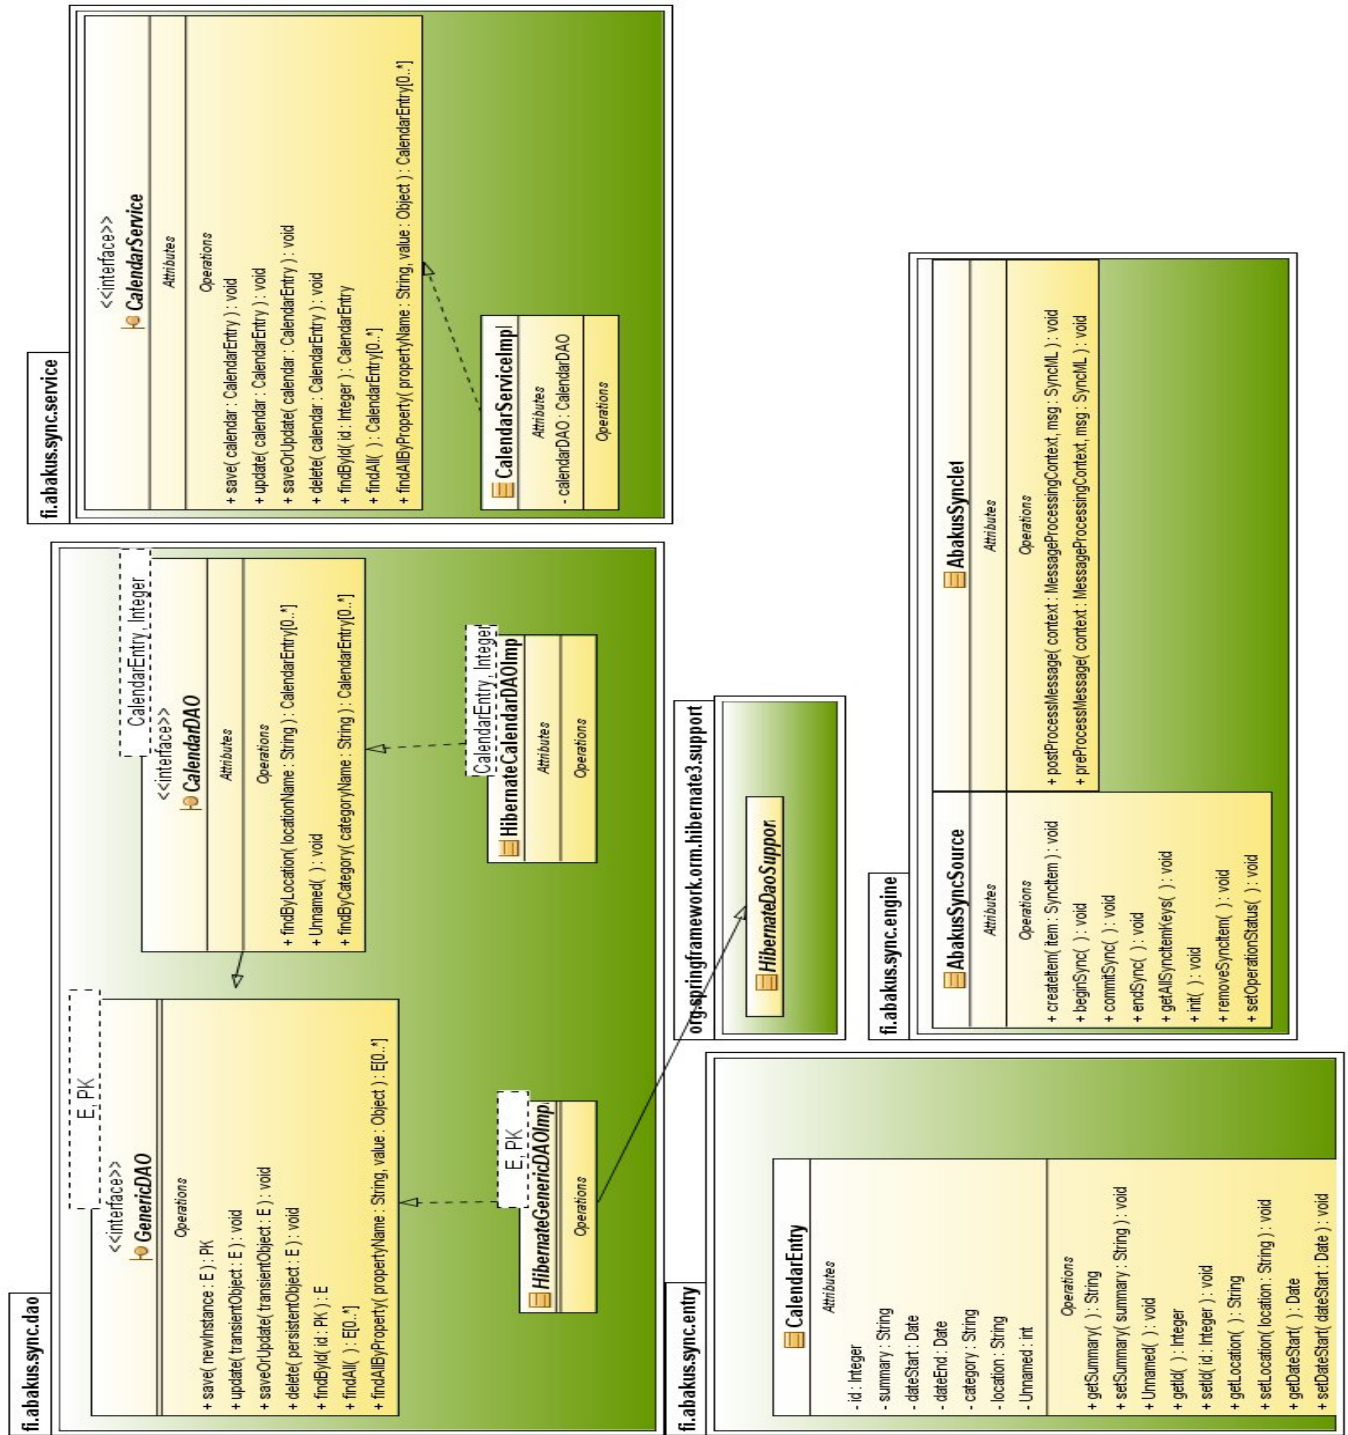 fi.abakus.sync.dao
E, PK
<<interface>>
GenericDAO
Operations
+ save( newInstance : E ) : PK
+ update( transientObject : E ) : void
+ saveOrUpdate( transientObject : E ) : void
+ delete( persistentObject : E ) : void
+ findById( id : PK ) : E
+ findAll( ) : E[0..*]
+ findAllByProperty( propertyName : String, value : Object ) : E[0..*]
CalendarEntry, Integer
<<interface>>
CalendarDAO
Attributes
Operations
+ findByLocation( locationName : String ) : CalendarEntry[0..*]
+ Unnamed( ) : void
+ findByCategory( categoryName : String ) : CalendarEntry[0..*]
E, PK
HibernateGenericDAOImpl
Operations
CalendarEntry, Integer
HibernateCalendarDAOImp
Attributes
Operations
fi.abakus.sync.service
<<interface>>
CalendarService
Attributes
Operations
+ save( calendar : CalendarEntry ) : void
+ update( calendar : CalendarEntry ) : void
+ saveOrUpdate( calendar : CalendarEntry ) : void
+ delete( calendar : CalendarEntry ) : void
+ findById( id : Integer ) : CalendarEntry
+ findAll( ) : CalendarEntry[0..*]
+ findAllByProperty( propertyName : String, value : Object ) : CalendarEntry[0..*]
CalendarServiceImpl
Attributes
- calendarDAO : CalendarDAO
Operations
fi.abakus.sync.entry
CalendarEntry
Attributes
- id : Integer
- summary : String
- dateStart : Date
- dateEnd : Date
- category : String
- location : String
- Unnamed : int
Operations
+ getSummary( ) : String
+ setSummary( summary : String ) : void
+ Unnamed( ) : void
+ getId( ) : Integer
+ setId( id : Integer ) : void
+ getLocation( ) : String
+ setLocation( location : String ) : void
+ getDateStart( ) : Date
+ setDateStart( dateStart : Date ) : void
org.springframework.orm.hibernate3.support
HibernateDaoSuppor
fi.abakus.sync.engine
AbakusSyncSource
Attributes
Operations
+ createItem( item : SyncItem ) : void
+ beginSync( ) : void
+ commitSync( ) : void
+ endSync( ) : void
+ getAllSyncItemKeys( ) : void
+ init( ) : void
+ removeSyncItem( ) : void
+ setOperationStatus( ) : void
AbakusSynclet
Attributes
Operations
+ postProcessMessage( context : MessageProcessingContext, msg : SyncML ) : void
+ preProcessMessage( context : MessageProcessingContext, msg : SyncML ) : void